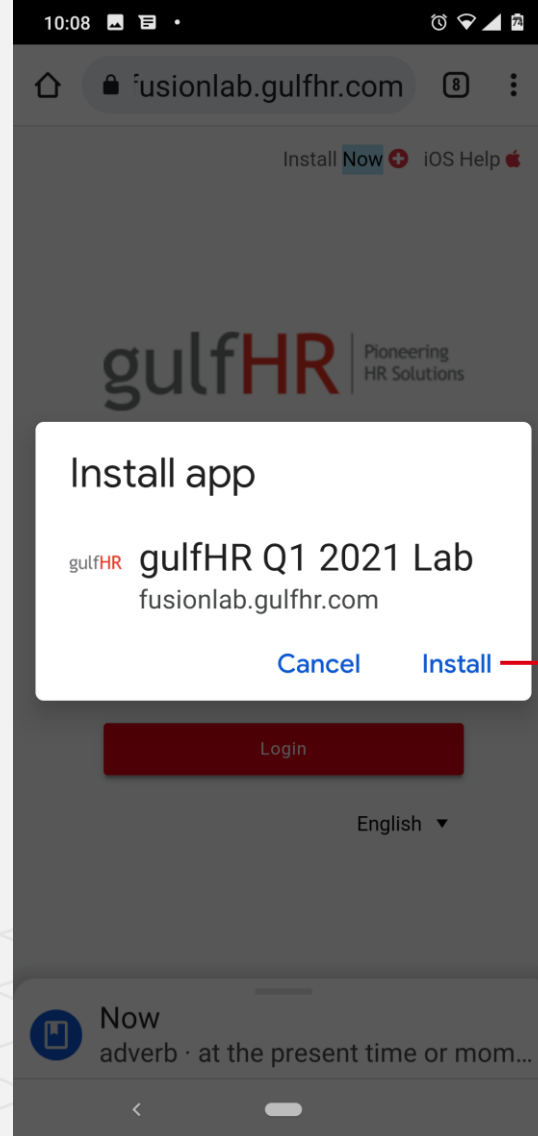 10:08
74
fusionlab.gulfhr.com
8
Install Now iOS Help
gulfHR Pioneering
HR Solutions
Install app
gulfHR gulfHR Q1 2021 Lab
fusionlab.gulfhr.com
Cancel Install
Login
English
Now
adverb · at the present time or mom...